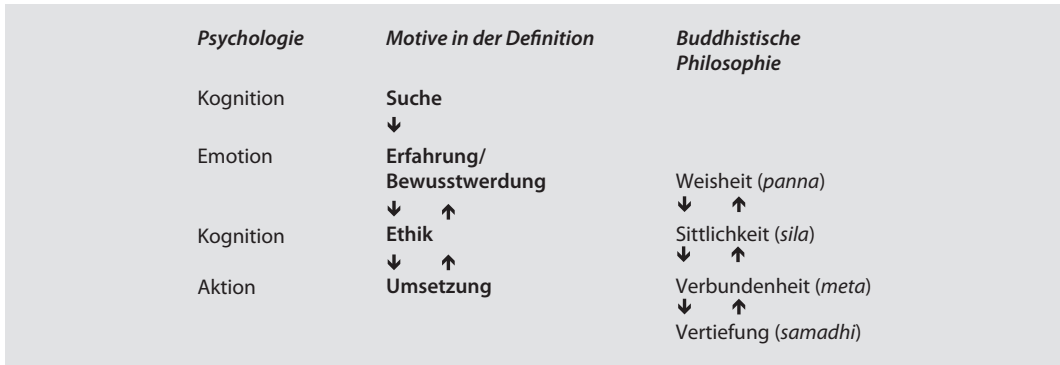 Psychologie Motive in der Definition Buddhistische
Philosophie
Kognition Suche
↓
Emotion Erfahrung/
Bewusstwerdung Weisheit (panna)
↓ ↑ ↓ ↑
Kognition Ethik Sittlichkeit (sila)
↓ ↑ ↓ ↑
Aktion Umsetzung Verbundenheit (meta)
↓ ↑
Vertiefung (samadhi)